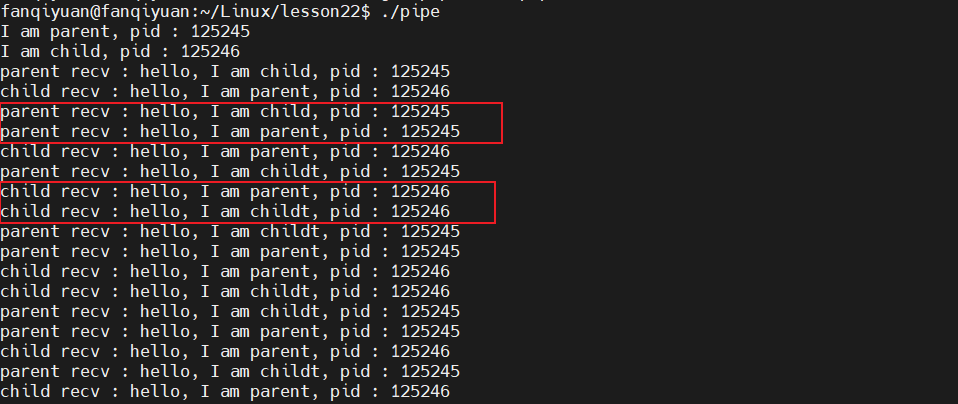 fanqiyuan@fanqiyuan:~/Linux/lesson22$ ./pipe
I am parent, pid : 125245
I am child, pid : 125246
parent recv : hello, I am child, pid : 125245
child recv : hello, I am parent, pid : 125246
parent recv : hello, I am child, pid : 125245
parent recv : hello, I am parent, pid : 125245
child recv : hello, I am parent, pid : 125246
parent recv : hello, I am childt, pid : 125245
child recv : hello, I am parent, pid : 125246
child recv : hello, I am childt, pid : 125246
parent recv : hello, I am childt, pid : 125245
parent recv : hello, I am parent, pid : 125245
child recv : hello, I am parent, pid : 125246
child recv : hello, I am childt, pid : 125246
parent recv : hello, I am childt, pid : 125245
parent recv : hello, I am parent, pid : 125245
child recv : hello, I am parent, pid : 125246
parent recv : hello, I am childt, pid : 125245
child recv : hello, I am parent, pid : 125246